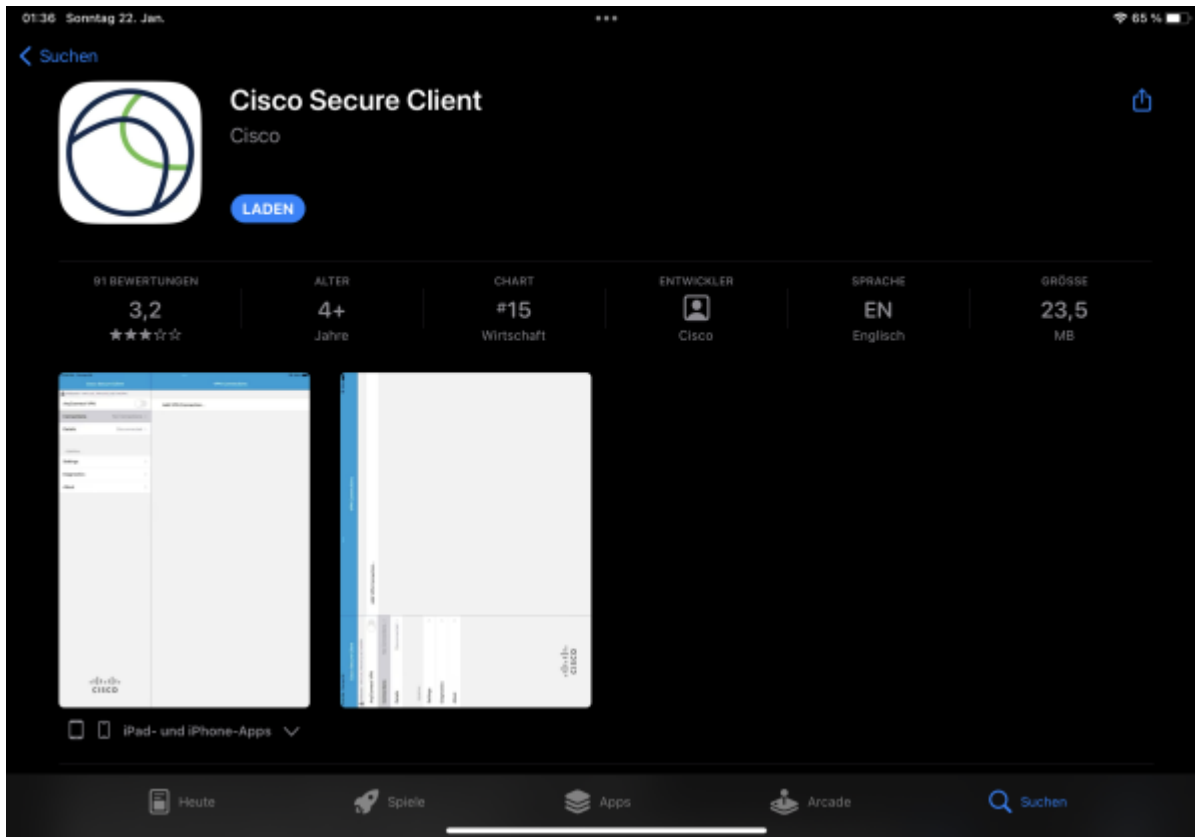 01:36 Sonntag 22. Jan.
65 %
Suchen
Cisco Secure Client
Cisco
LADEN
91 BEWERTUNGEN
3,2
ALTER
4+
Jahre
CHART
#15
Wirtschaft
ENTWICKLER
Cisco
SPRACHE
EN
Englisch
GRÖSSE
23,5
MB
CISCO
CISCO
iPad- und iPhone-Apps
Heute
Spiele
Apps
Arcade
Suchen